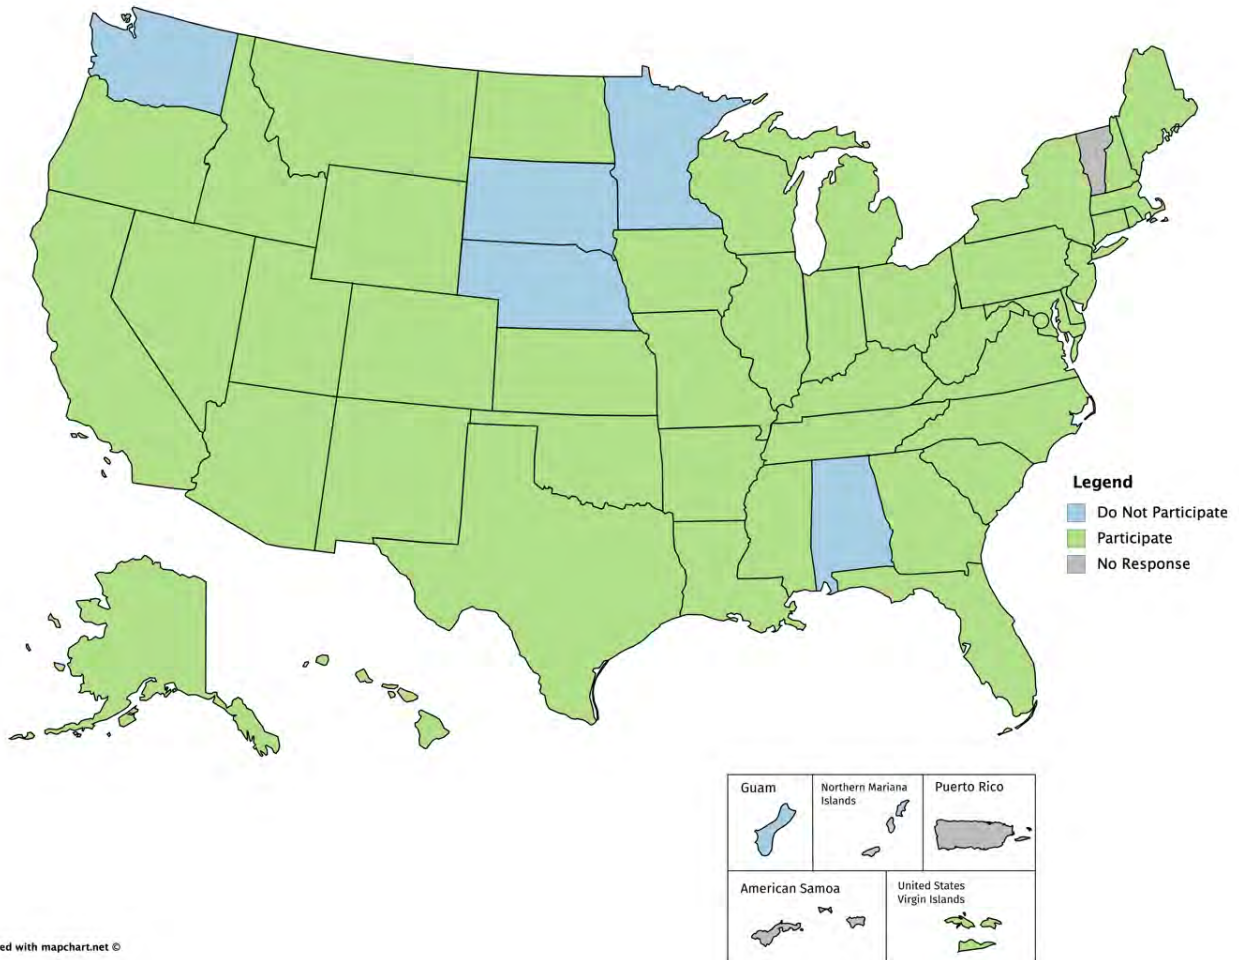 Legend
Do Not Participate
Participate
No Response
Guam
Northern Mariana
Islands
Puerto Rico
American Samoa
United States
Virgin Islands
ed with mapchart.net ©